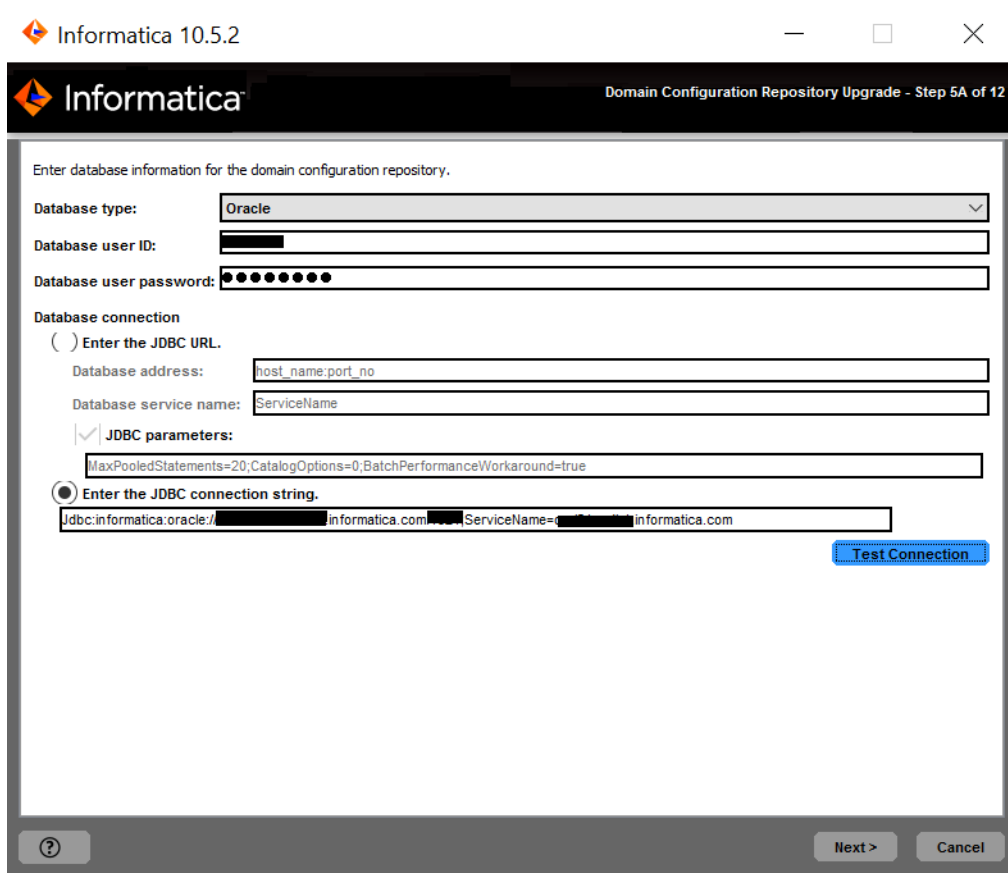 Informatica 10.5.2
Informatica
Domain Configuration Repository Upgrade - Step 5A of 12
Enter database information for the domain configuration repository.
Database type: Oracle
Database user ID:
Database user password:
Database connection
Enter the JDBC URL.
Database address: host_name:port_no
Database service name: ServiceName
JDBC parameters:
MaxPooledStatements=20;CatalogOptions=0;BatchPerformanceWorkaround=true
Enter the JDBC connection string.
Jdbc:informatica:oracle:// informatica.com ServiceName= informatica.com
Test Connection
Next > Cancel